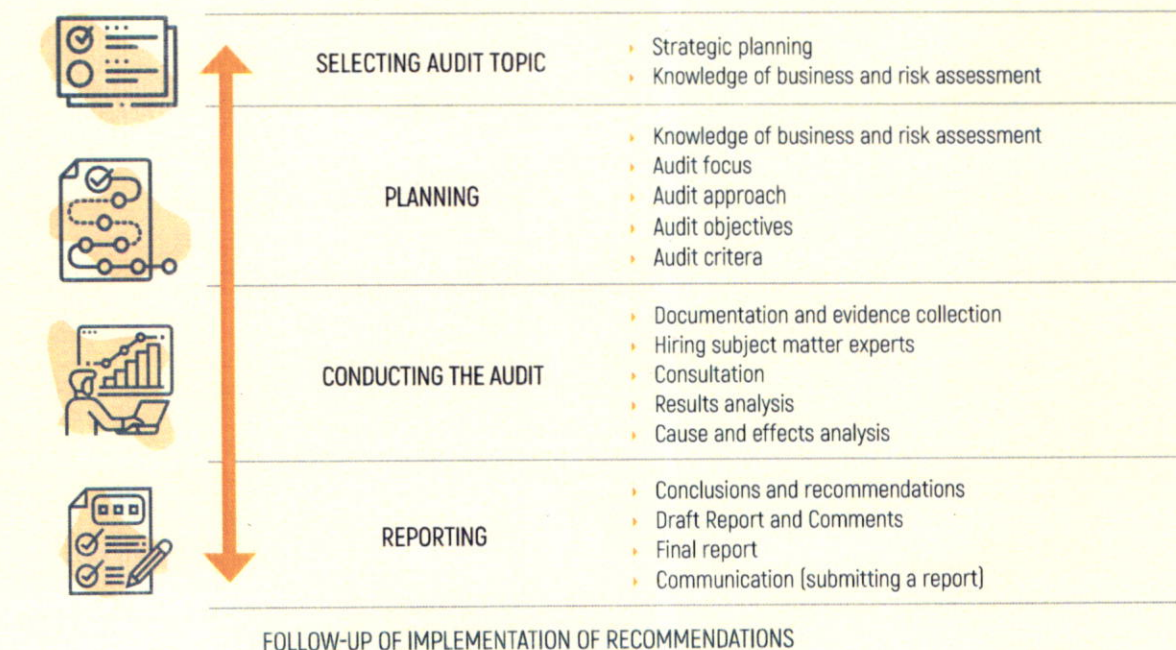 SELECTING AUDIT TOPIC
Strategic planning
Knowledge of business and risk assessment
PLANNING
Knowledge of business and risk assessment
Audit focus
Audit approach
Audit objectives
Audit critera
CONDUCTING THE AUDIT
Documentation and evidence collection
Hiring subject matter experts
Consultation
Results analysis
Cause and effects analysis
REPORTING
Conclusions and recommendations
Draft Report and Comments
Final report
Communication (submitting a report)
FOLLOW-UP OF IMPLEMENTATION OF RECOMMENDATIONS